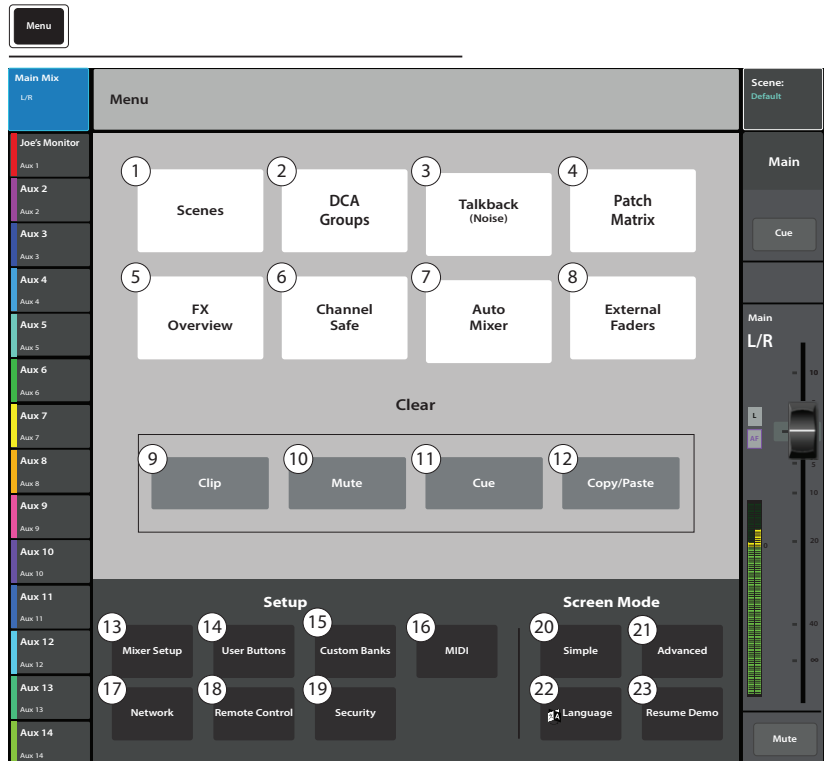 Menu
Main Mix
L/R
Menu
Scene:
Default
Joe's Monitor
Aux 1
Aux 2
Aux 2
Aux 3
Aux 3
Aux 4
Aux 4
Aux 5
Aux 5
Aux 6
Aux 6
Aux 7
Aux 7
Aux 8
Aux 8
Aux 9
Aux 9
Aux 10
Aux 10
Aux 11
Aux 11
Aux 12
Aux 12
Aux 13
Aux 13
Aux 14
Aux 14
1
Scenes
2
DCA
Groups
3
Talkback
(Noise)
4
Patch
Matrix
5
FX
Overview
6
Channel
Safe
7
Auto
Mixer
8
External
Faders
Clear
9
Clip
10
Mute
11
Cue
12
Copy/Paste
Setup
13
Mixer Setup
14
User Buttons
15
Custom Banks
16
MIDI
17
Network
18
Remote Control
19
Security
Screen Mode
20
Simple
21
Advanced
22
Language
23
Resume Demo
Main
Cue
Main
L/R
10
L
AF
5
10
0
20
40
∞
Mute